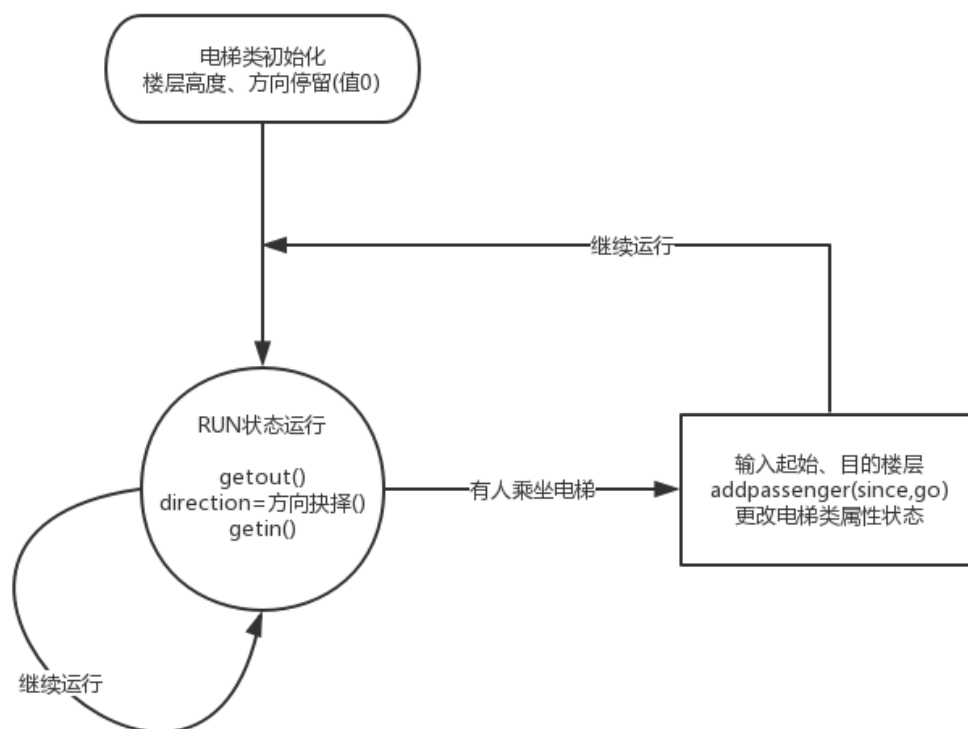 电梯类初始化
楼层高度、方向停留(值0)
继续运行
RUN状态运行
getout()
direction=方向抉择()
getin()
有人乘坐电梯
输入起始、目的楼层
addpassenger(since,go)
更改电梯类属性状态
继续运行